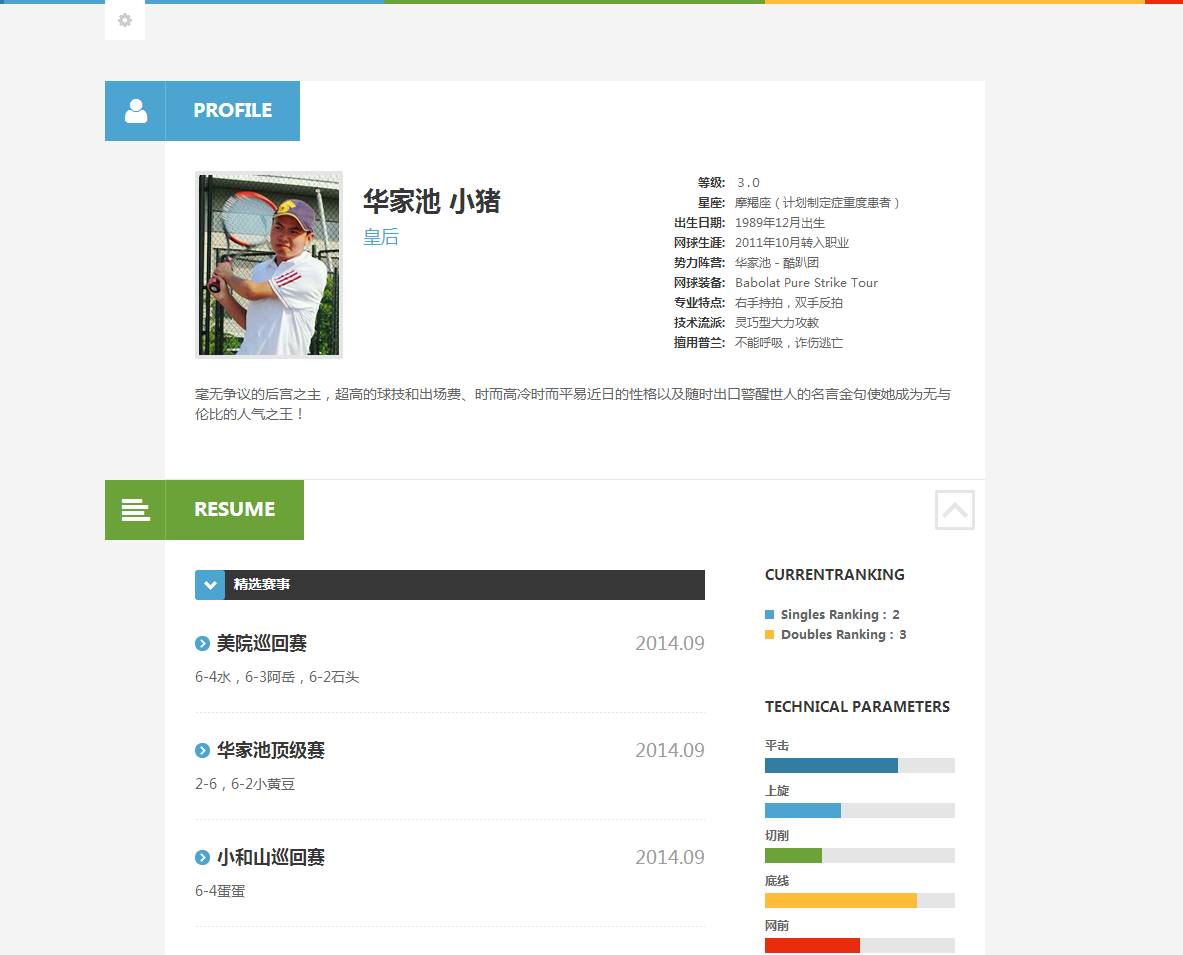 PROFILE
华家池 小猪
皇后
等级: 3.0
星座: 摩羯座（计划制定症重度患者）
出生日期: 1989年12月出生
网球生涯: 2011年10月转入职业
势力阵营: 华家池 - 酷趴团
网球装备: Babolat Pure Strike Tour
专业特点: 右手持拍，双手反拍
技术流派: 灵巧型大力攻教
擅用普兰: 不能呼吸，诈伤逃亡
毫无争议的后宫之主，超高的球技和出场费、时而高冷时而平易近日的性格以及随时出口警醒世人的名言金句使她成为无与
伦比的人气之王！
RESUME
精选赛事
美院巡回赛 2014.09
6-4水，6-3阿岳，6-2石头
华家池顶级赛 2014.09
2-6，6-2小黄豆
小和山巡回赛 2014.09
6-4蛋蛋
CURRENTRANKING
Singles Ranking : 2
Doubles Ranking : 3
TECHNICAL PARAMETERS
平击
上旋
切削
底线
网前